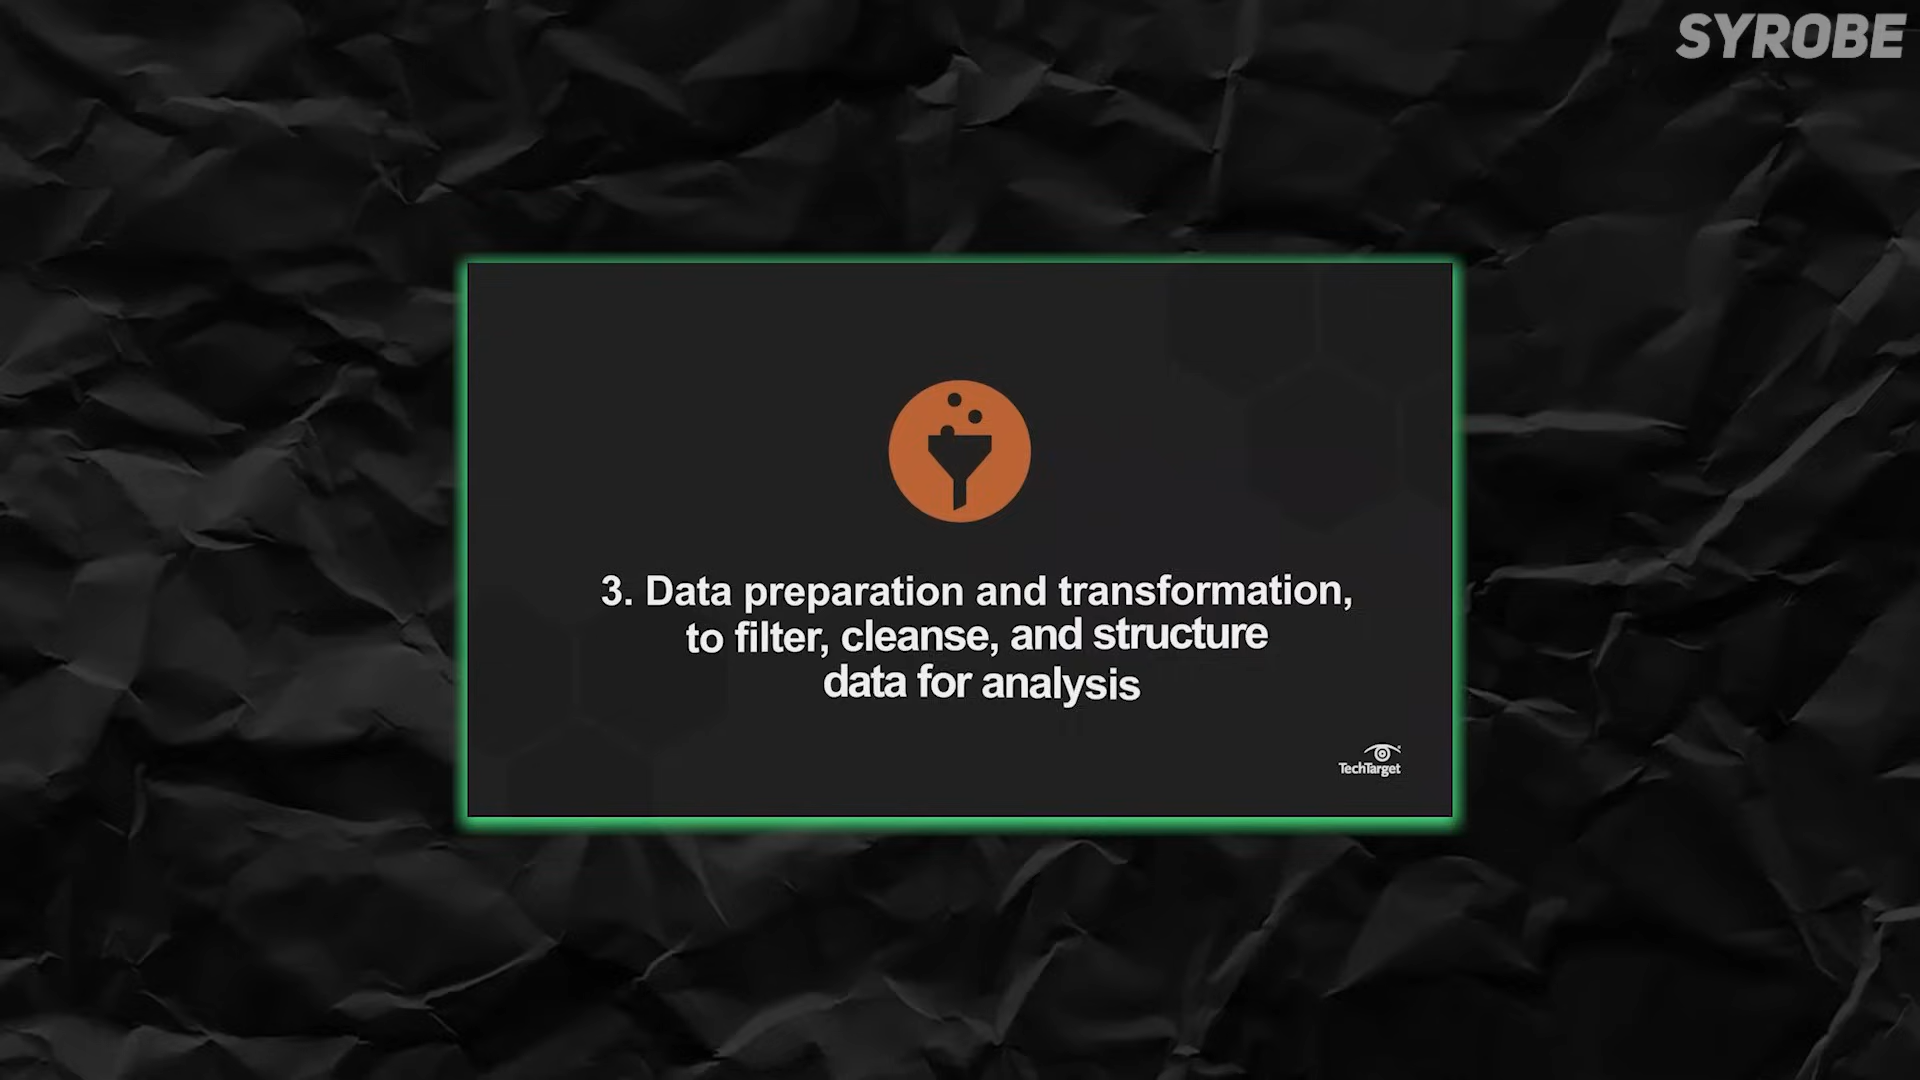 SYROBE
3. Data preparation and transformation,
to filter, cleanse, and structure
data for analysis
TechTarget